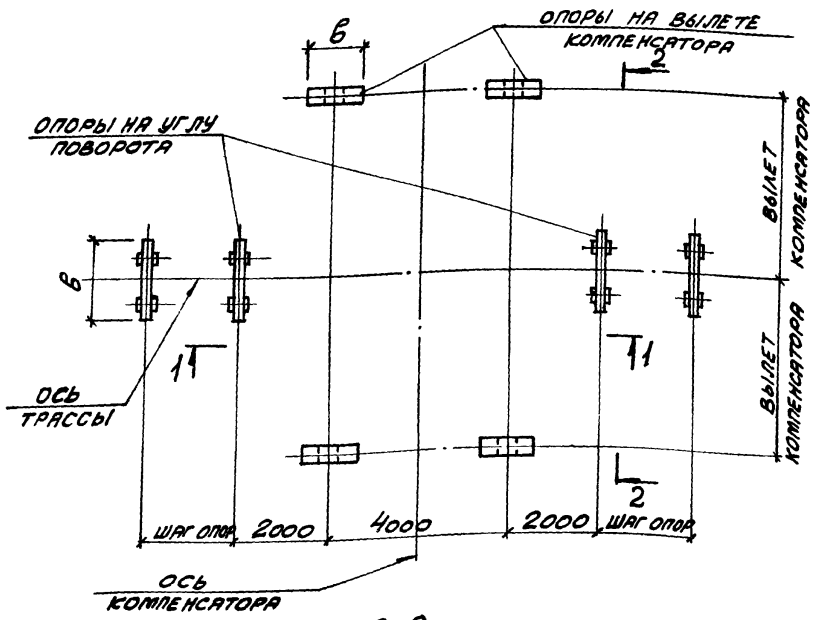 ОПОРЫ НА ВЫЛЕТЕ
КОМПЕНСАТОРА
в
2
ОПОРЫ НА УГЛУ
ПОВОРОТА
ВЫЛЕТ
КОМПЕНСАТОРА
в
1
1
ОСЬ
ТРАССЫ
ВЫЛЕТ
КОМПЕНСАТОРА
2
ШАГ ОПОР 2000 4000 2000 ШАГ ОПОР
ОСЬ
КОМПЕНСАТОРА